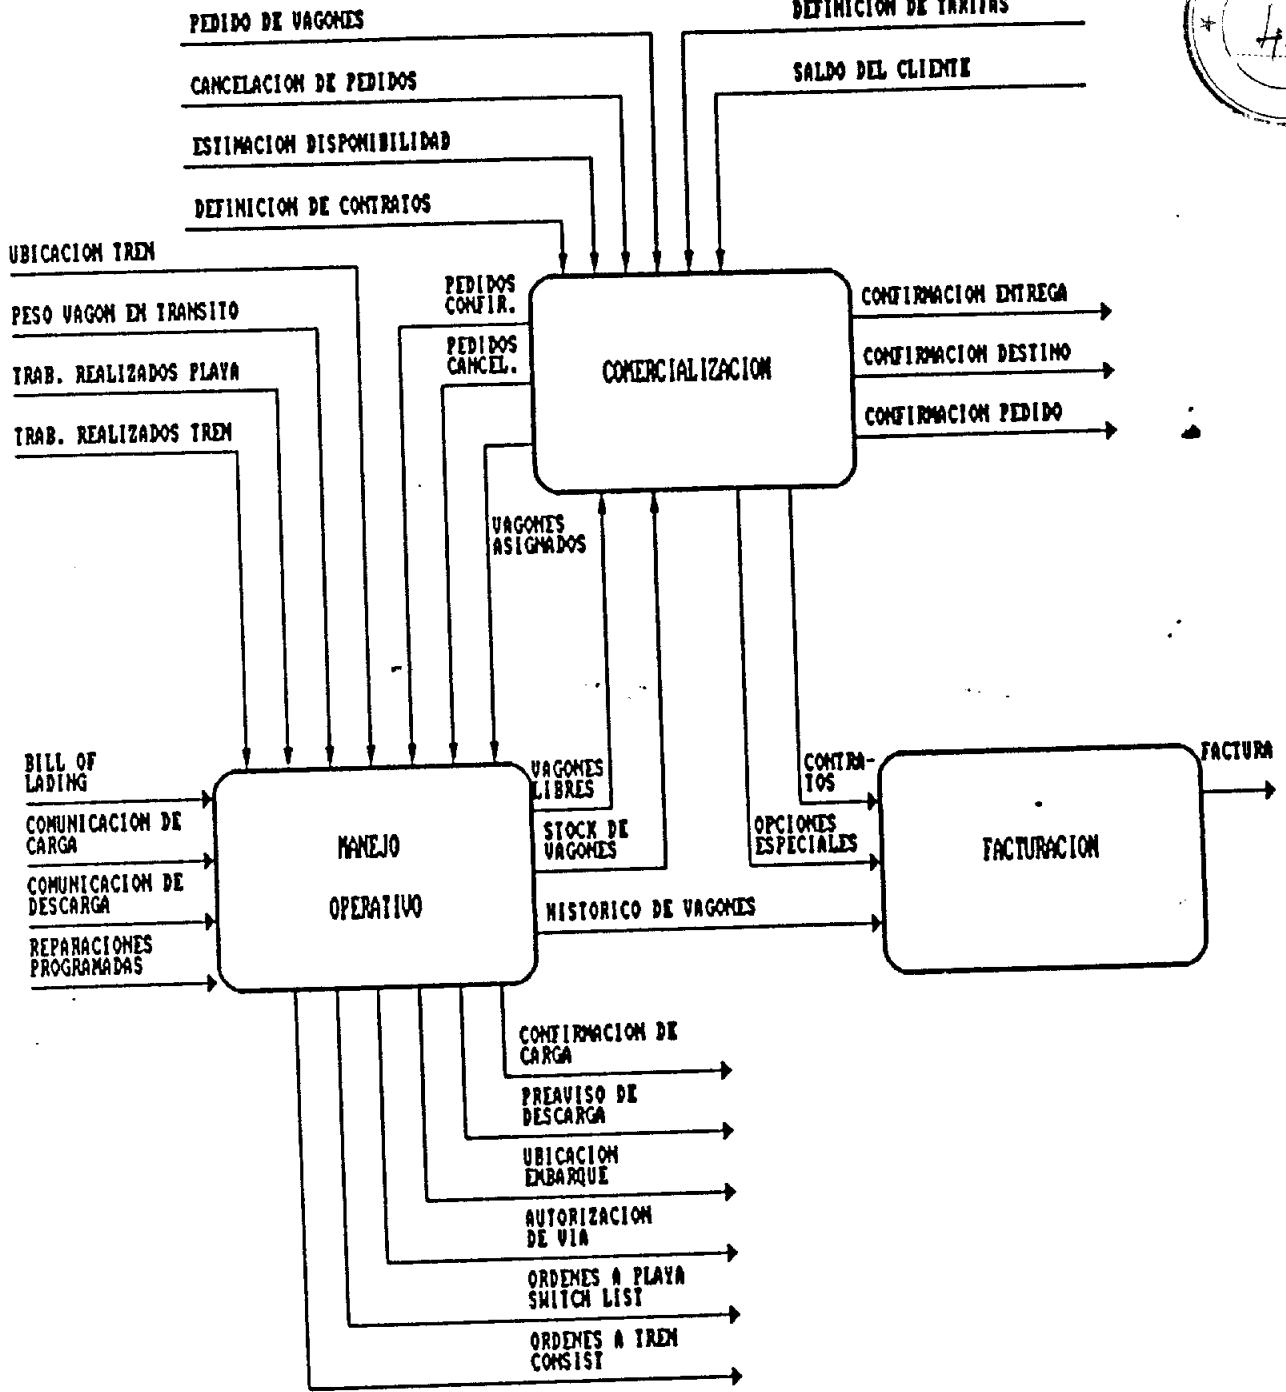 PEDIDO DE VAGONES
DEFINICION DE TARIFAS
CANCELACION DE PEDIDOS
SALDO DEL CLIENTE
ESTIMACION DISPONIBILIDAD
DEFINICION DE CONTRATOS
UBICACION TREN
PESO VAGON EN TRANSITO
TRAB. REALIZADOS PLAYA
TRAB. REALIZADOS TREN
PEDIDOS
CONFIR.
PEDIDOS
CANCEL.
COMERCIALIZACION
CONFIRMACION ENTREGA
CONFIRMACION DESTINO
CONFIRMACION PEDIDO
VAGONES
ASIGNADOS
BILL OF
LADING
COMUNICACION DE
CARGA
COMUNICACION DE
DESCARGA
REPARACIONES
PROGRAMADAS
MANEJO
OPERATIVO
VAGONES
LIBRES
STOCK DE
VAGONES
HISTORICO DE VAGONES
CONTRA-
TOS
OPCIONES
ESPECIALES
FACTURACION
FACTURA
CONFIRMACION DE
CARGA
PREAVISO DE
DESCARGA
UBICACION
EMBARQUE
AUTORIZACION
DE VIA
ORDENES A PLAYA
SWITCH LIST
ORDENES A TREN
CONSIST